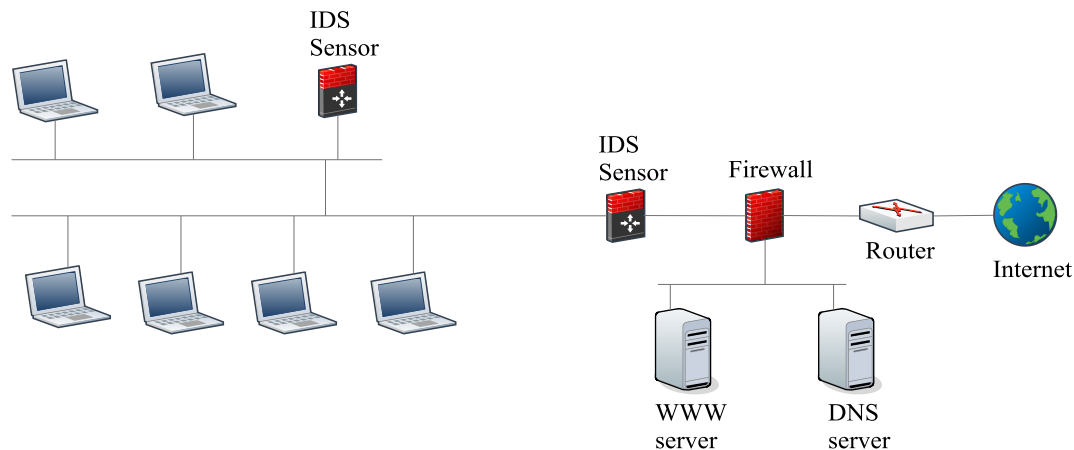 IDS
Sensor
IDS
Sensor
Firewall
Router
Internet
WWW
server
DNS
server